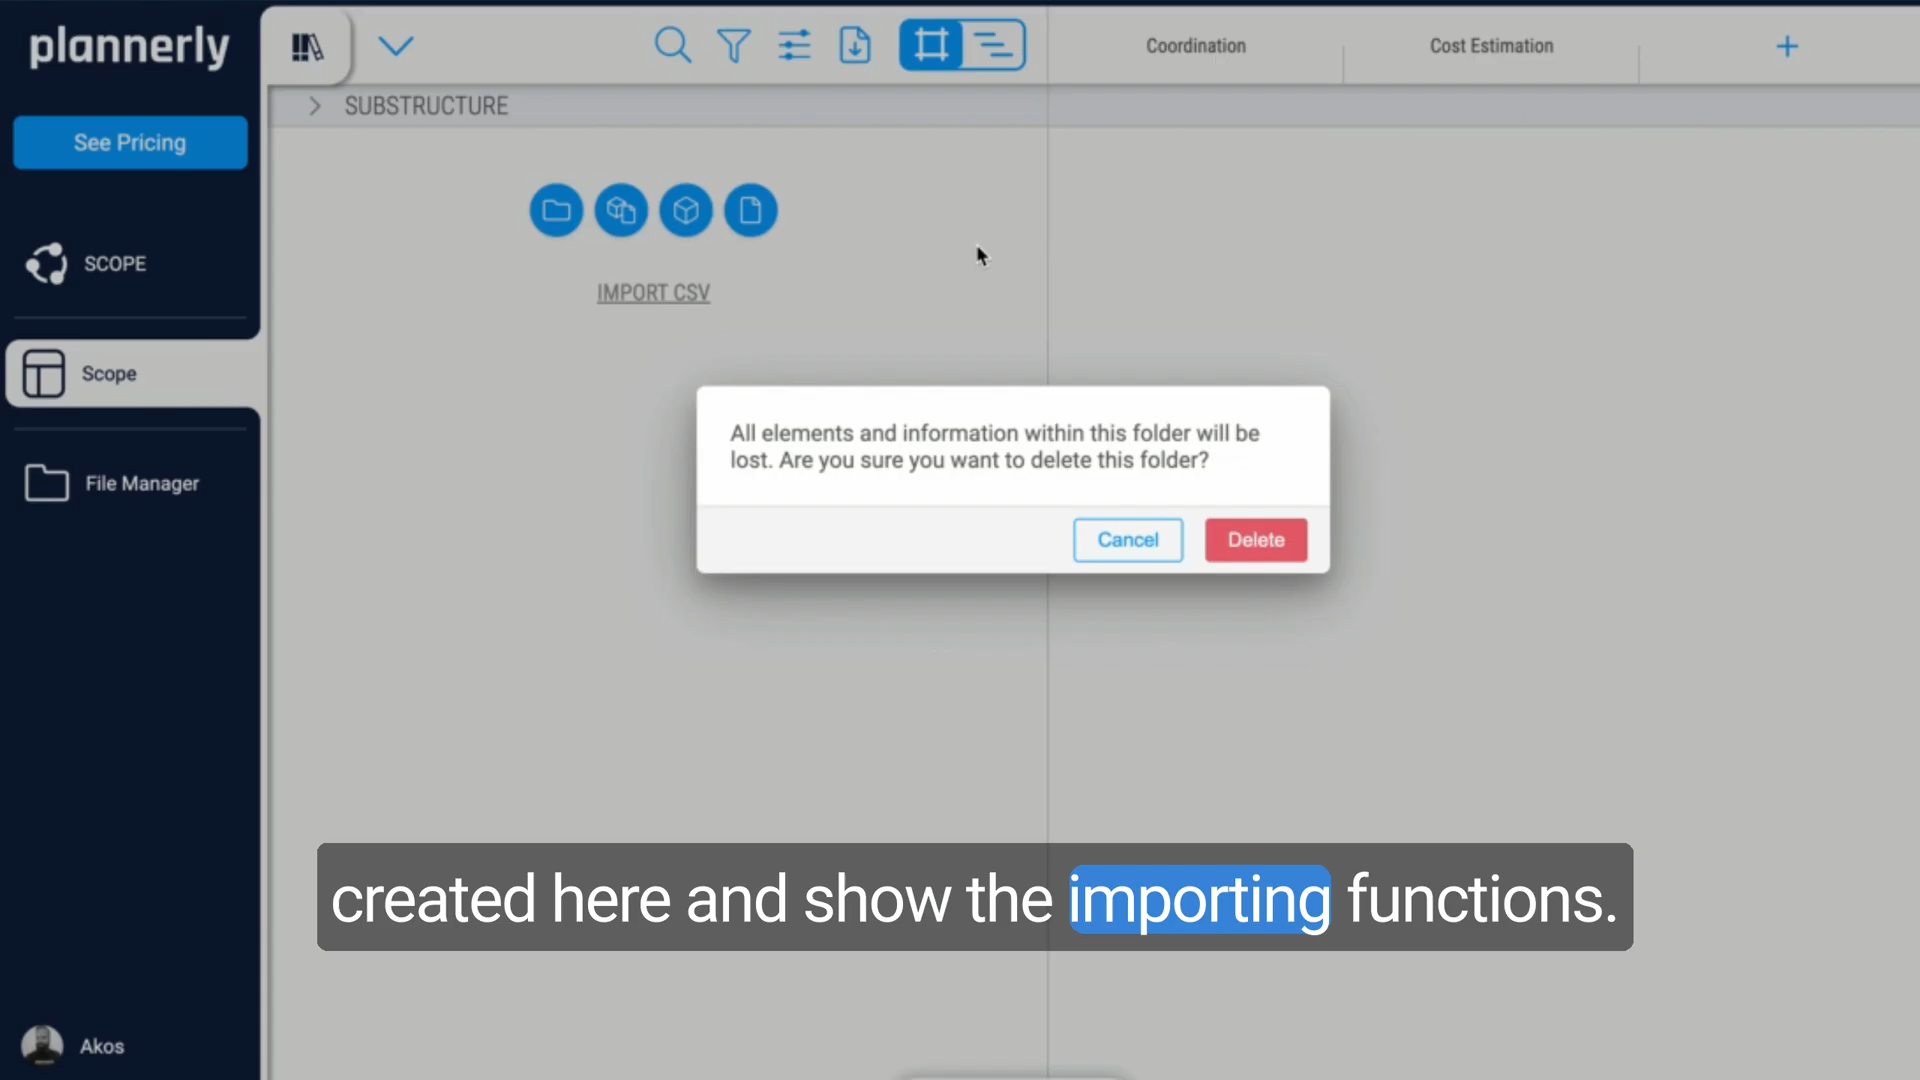 plannerly
See Pricing
SCOPE
Scope
File Manager
Akos
Coordination
Cost Estimation
SUBSTRUCTURE
IMPORT CSV
All elements and information within this folder will be
lost. Are you sure you want to delete this folder?
Cancel
Delete
created here and show the importing functions.